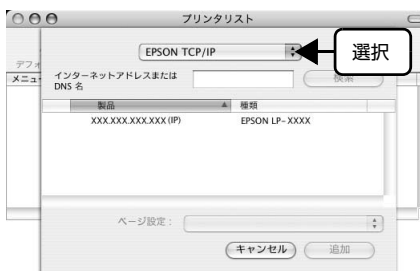 プリンタリスト
EPSON TCP/IP
選択
デフォ
メニュー
インターネットアドレスまたは
DNS 名
検索
製品 種類
XXX.XXX.XXX.XXX (IP) EPSON LP- XXXX
ページ設定：
キャンセル 追加